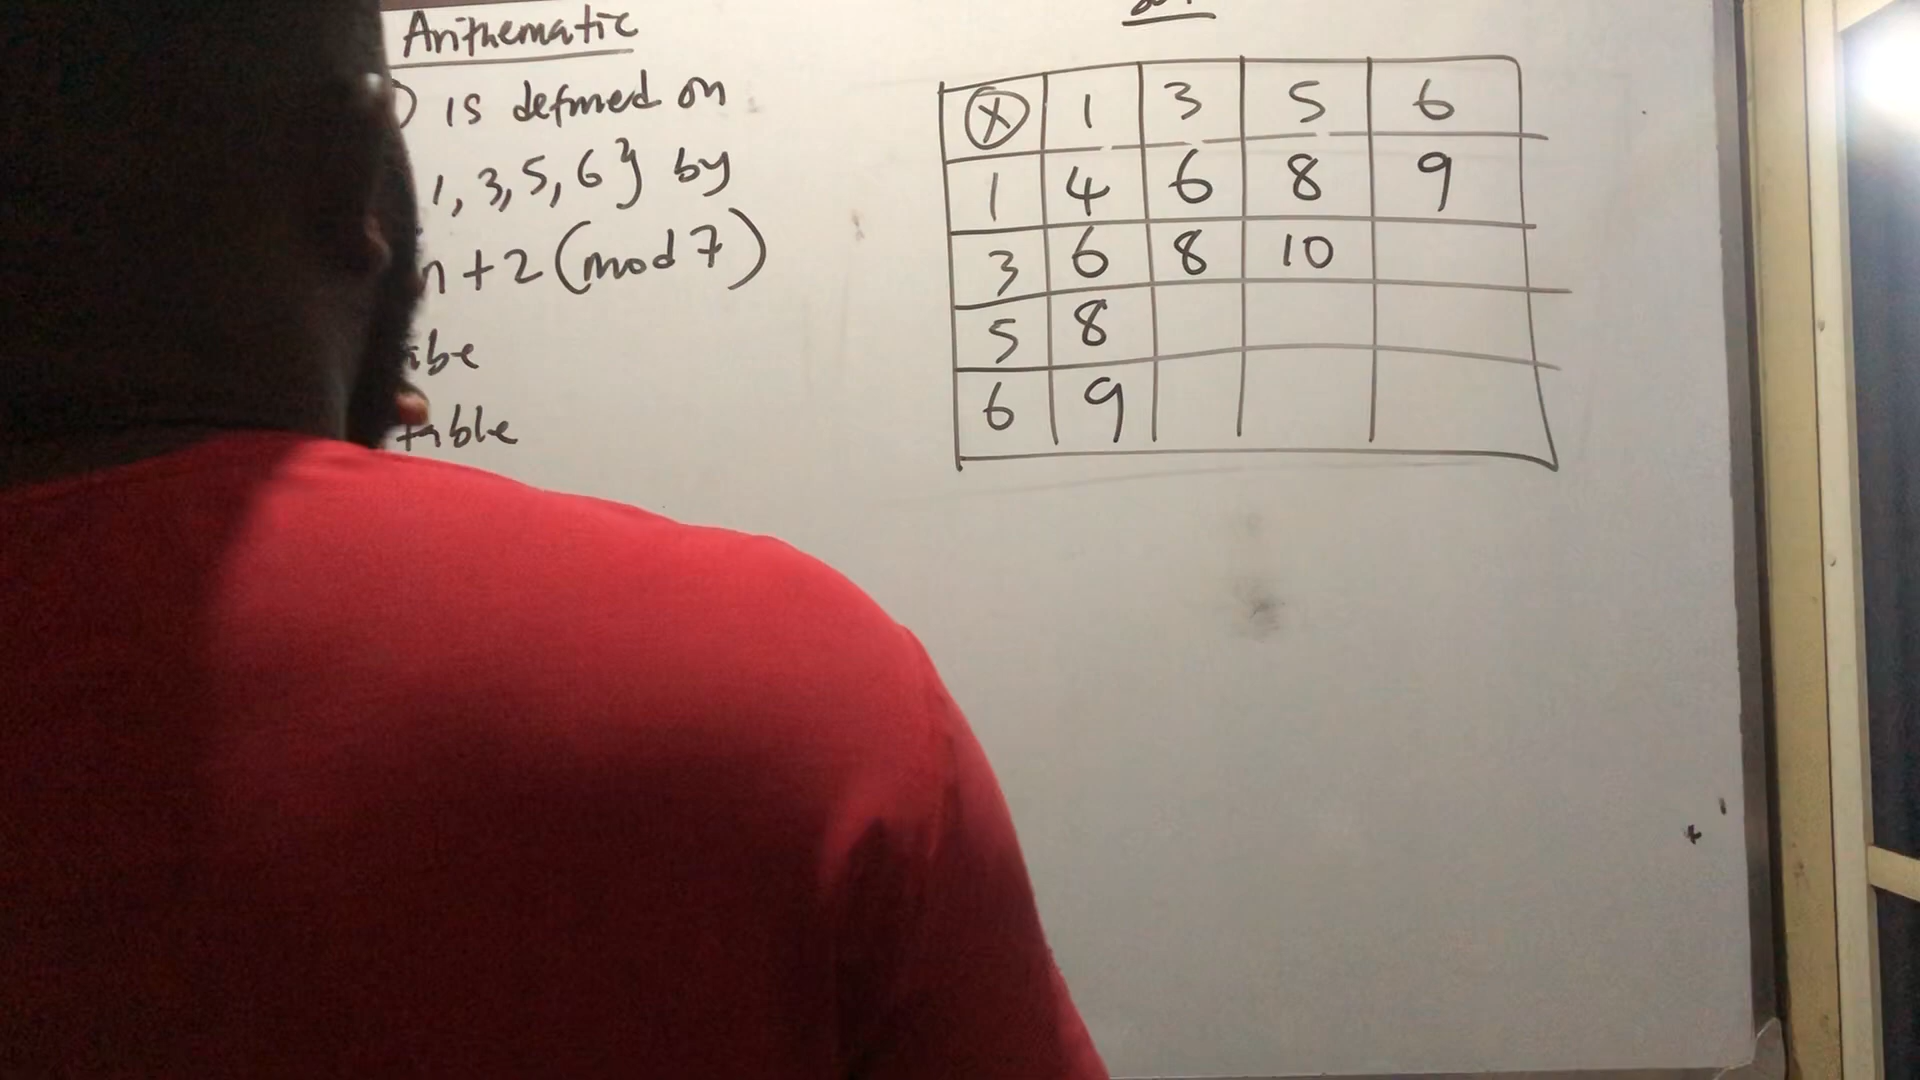 Arithematic
is defined on
1, 3, 5, 6} by
n + 2 (mod 7)
table
ⓧ 1 3 5 6
1 4 6 8 9
3 6 8 10
5 8
6 9